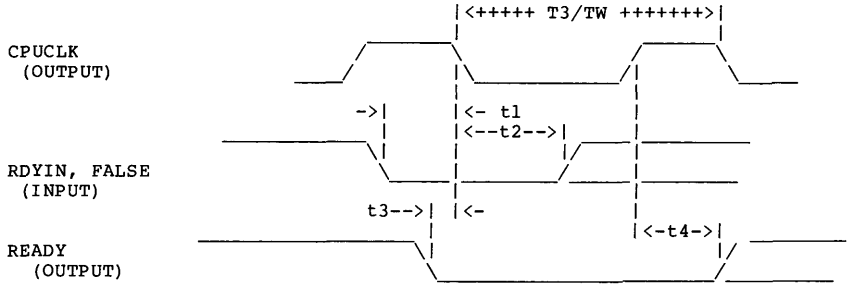 |<+++++ T3/TW +++++++>|
CPUCLK
(OUTPUT)
->| |<- t1
|<--t2-->|
RDYIN, FALSE
(INPUT)
t3-->| |<-
|<-t4->|
READY
(OUTPUT)